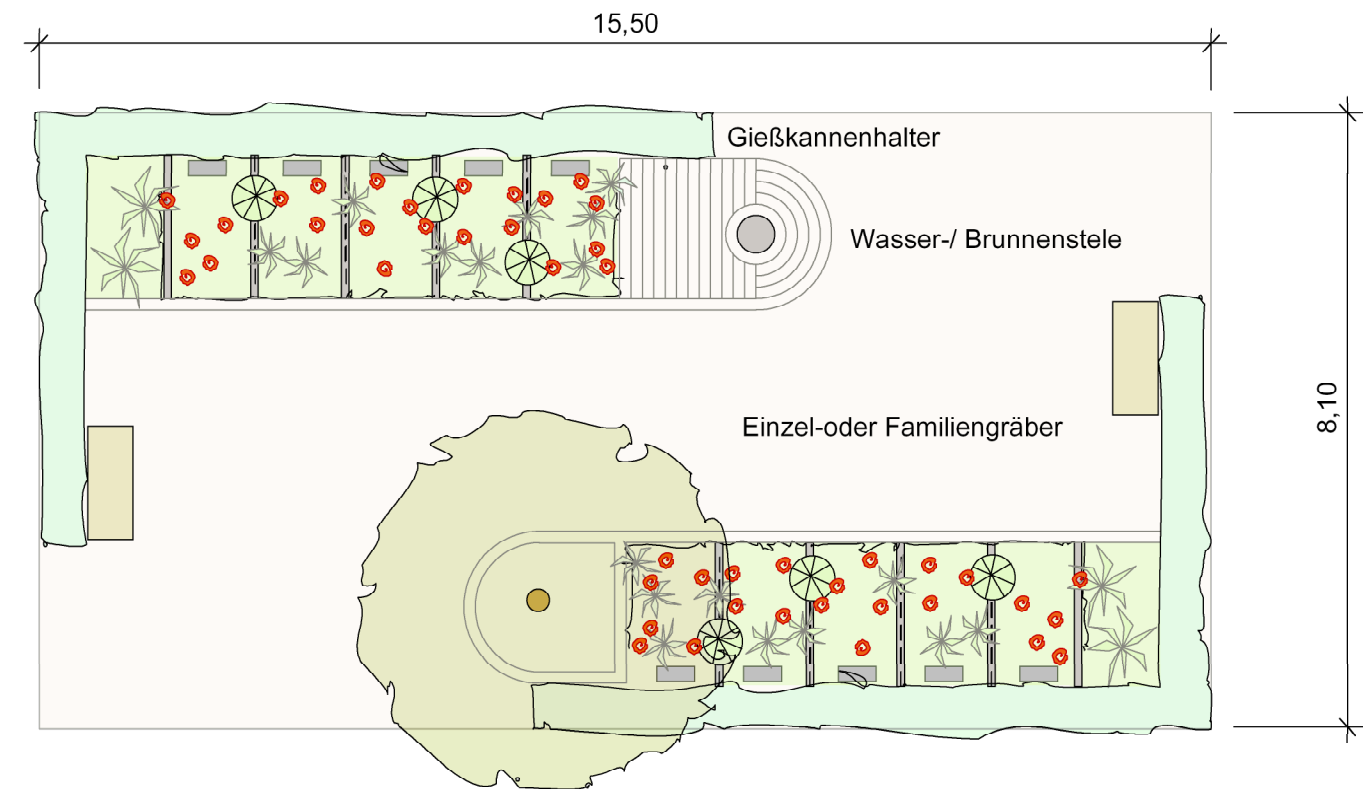 15,50
Gießkannenhalter
Wasser-/ Brunnenstele
8,10
Einzel-oder Familiengräber